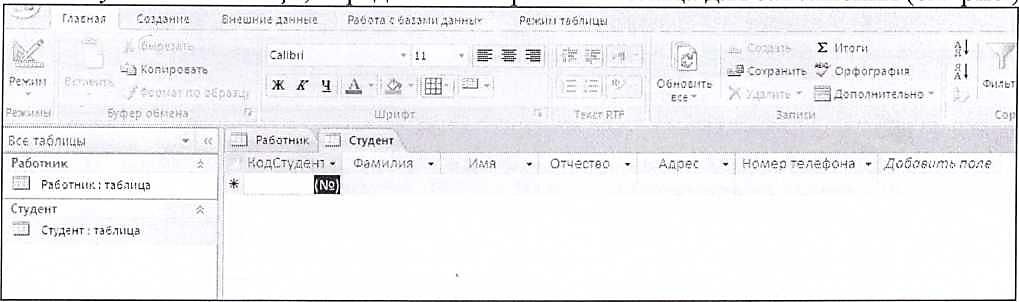 Главная Создание Внешние данные Работа с базами данных Режим таблицы
Вырезать
Копировать
Формат по образцу
Режим Вставить
Calibri 11
Ж К Ч А
Обновить все
Создать Σ Итоги
Сохранить Орфография
Удалить Дополнительно
Фильт
Режимы Буфер обмена Шрифт Текст RTF Записи Сор
Все таблицы
Работник
Работник : таблица
Студент
Студент : таблица
Работник Студент
КодСтудент Фамилия Имя Отчество Адрес Номер телефона Добавить поле
(№)